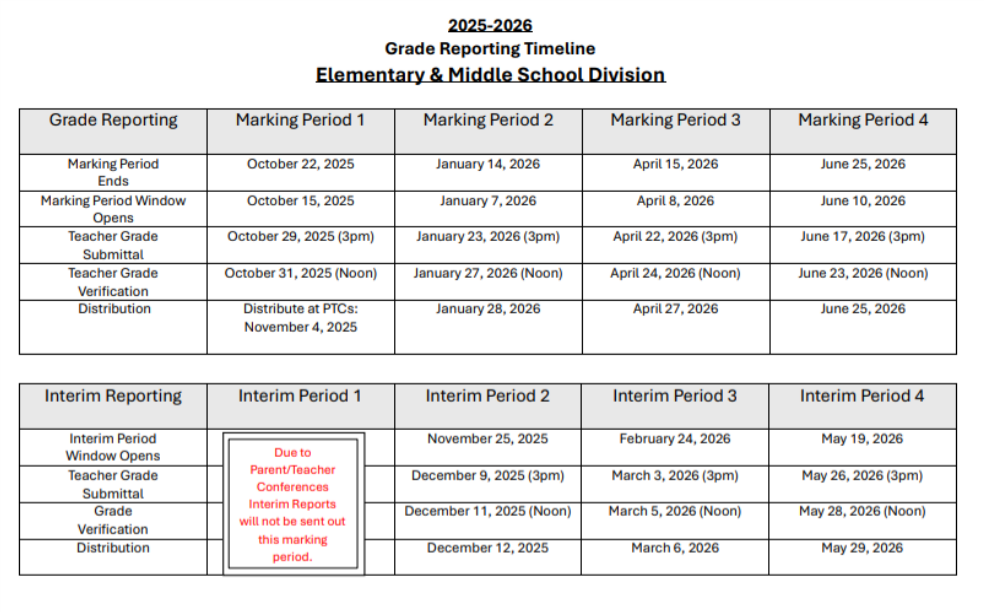 2025-2026
Grade Reporting Timeline
Elementary & Middle School Division
Grade Reporting Marking Period 1 Marking Period 2 Marking Period 3 Marking Period 4
Marking Period
Ends October 22, 2025 January 14, 2026 April 15, 2026 June 25, 2026
Marking Period Window
Opens October 15, 2025 January 7, 2026 April 8, 2026 June 10, 2026
Teacher Grade
Submittal October 29, 2025 (3pm) January 23, 2026 (3pm) April 22, 2026 (3pm) June 17, 2026 (3pm)
Teacher Grade
Verification October 31, 2025 (Noon) January 27, 2026 (Noon) April 24, 2026 (Noon) June 23, 2026 (Noon)
Distribution Distribute at PTCs:
November 4, 2025 January 28, 2026 April 27, 2026 June 25, 2026
Interim Reporting Interim Period 1 Interim Period 2 Interim Period 3 Interim Period 4
Interim Period
Window Opens November 25, 2025 February 24, 2026 May 19, 2026
Teacher Grade
Submittal December 9, 2025 (3pm) March 3, 2026 (3pm) May 26, 2026 (3pm)
Grade
Verification December 11, 2025 (Noon) March 5, 2026 (Noon) May 28, 2026 (Noon)
Distribution December 12, 2025 March 6, 2026 May 29, 2026
Due to
Parent/Teacher
Conferences
Interim Reports
will not be sent out
this marking
period.